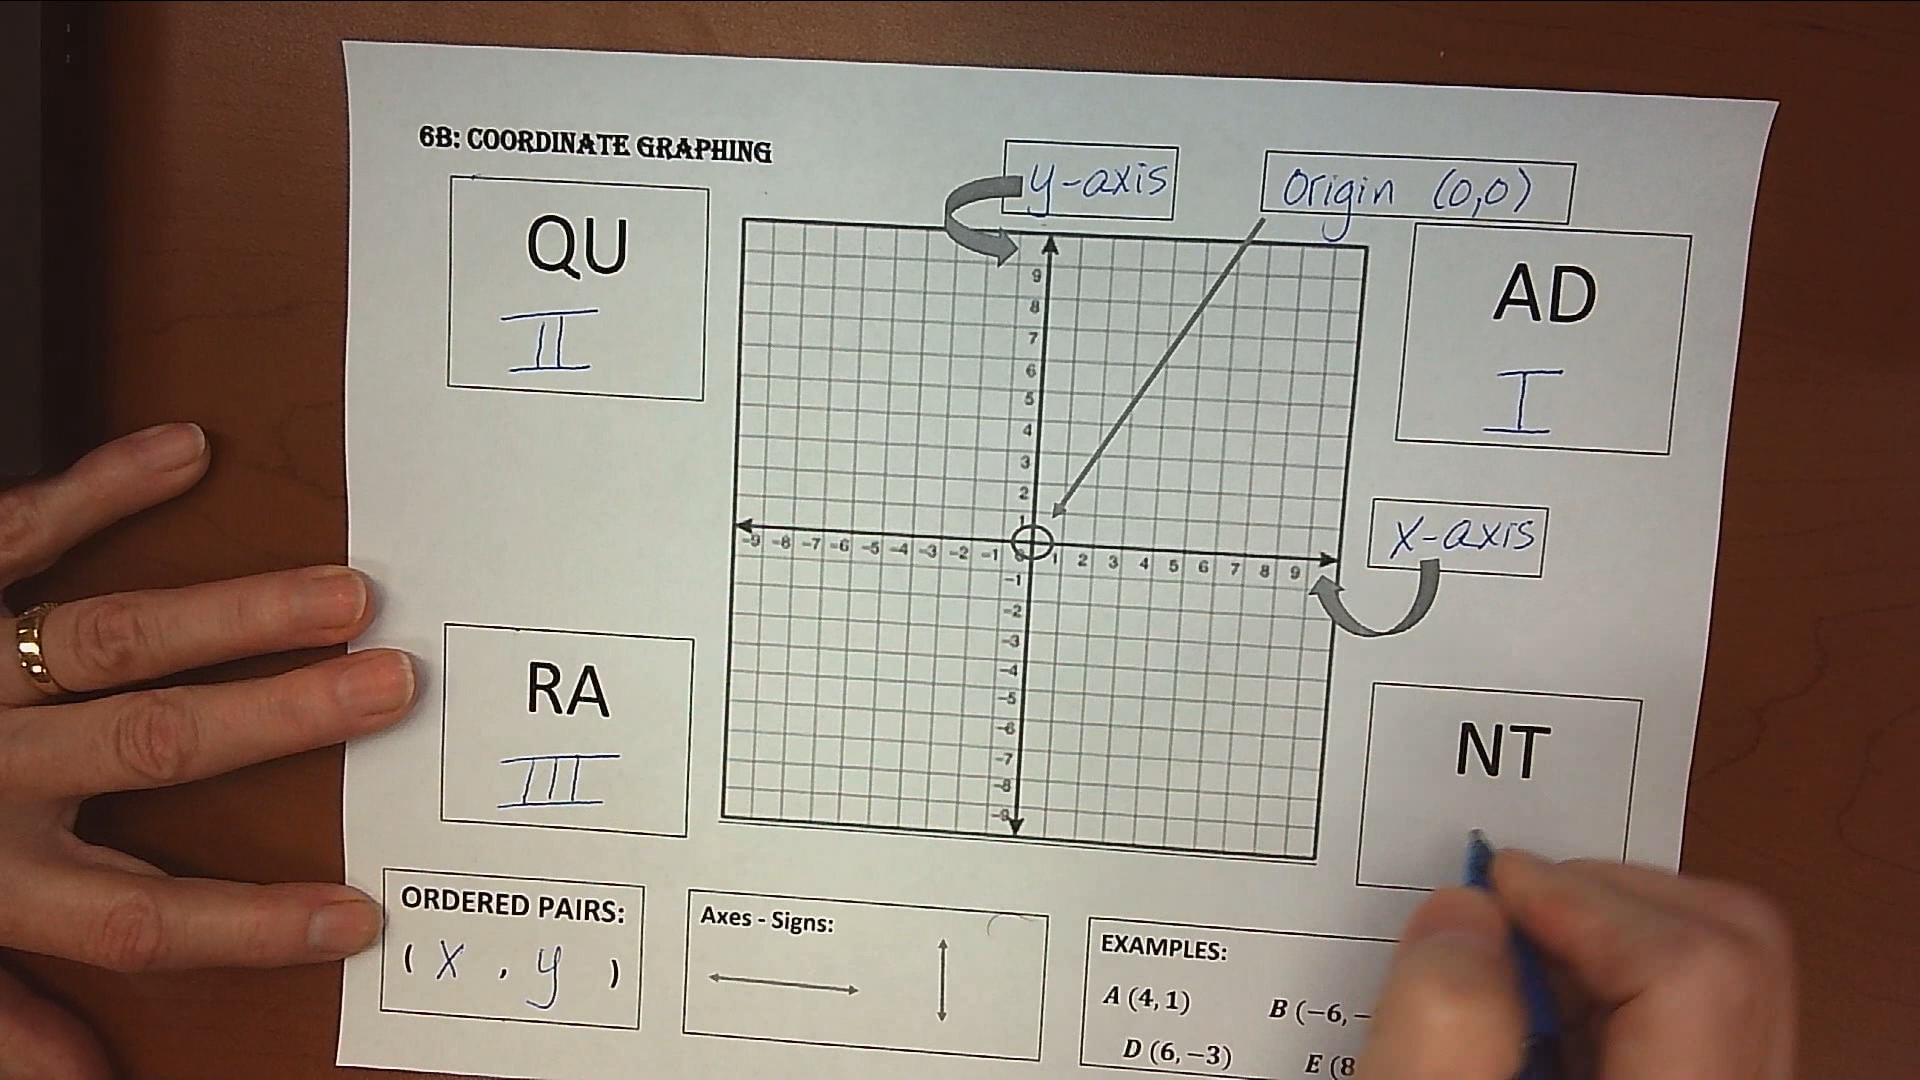 6B: COORDINATE GRAPHING
y-axis
Origin (0,0)
QU
II
AD
I
9
8
7
6
5
4
3
2
1
x-axis
-9 -8 -7 -6 -5 -4 -3 -2 -1 0 1 2 3 4 5 6 7 8 9
-1
-2
-3
-4
-5
-6
-7
-8
-9
RA
III
NT
ORDERED PAIRS:
( x , y )
Axes - Signs:
EXAMPLES:
A (4, 1) B (−6, −
D (6, −3) E (8